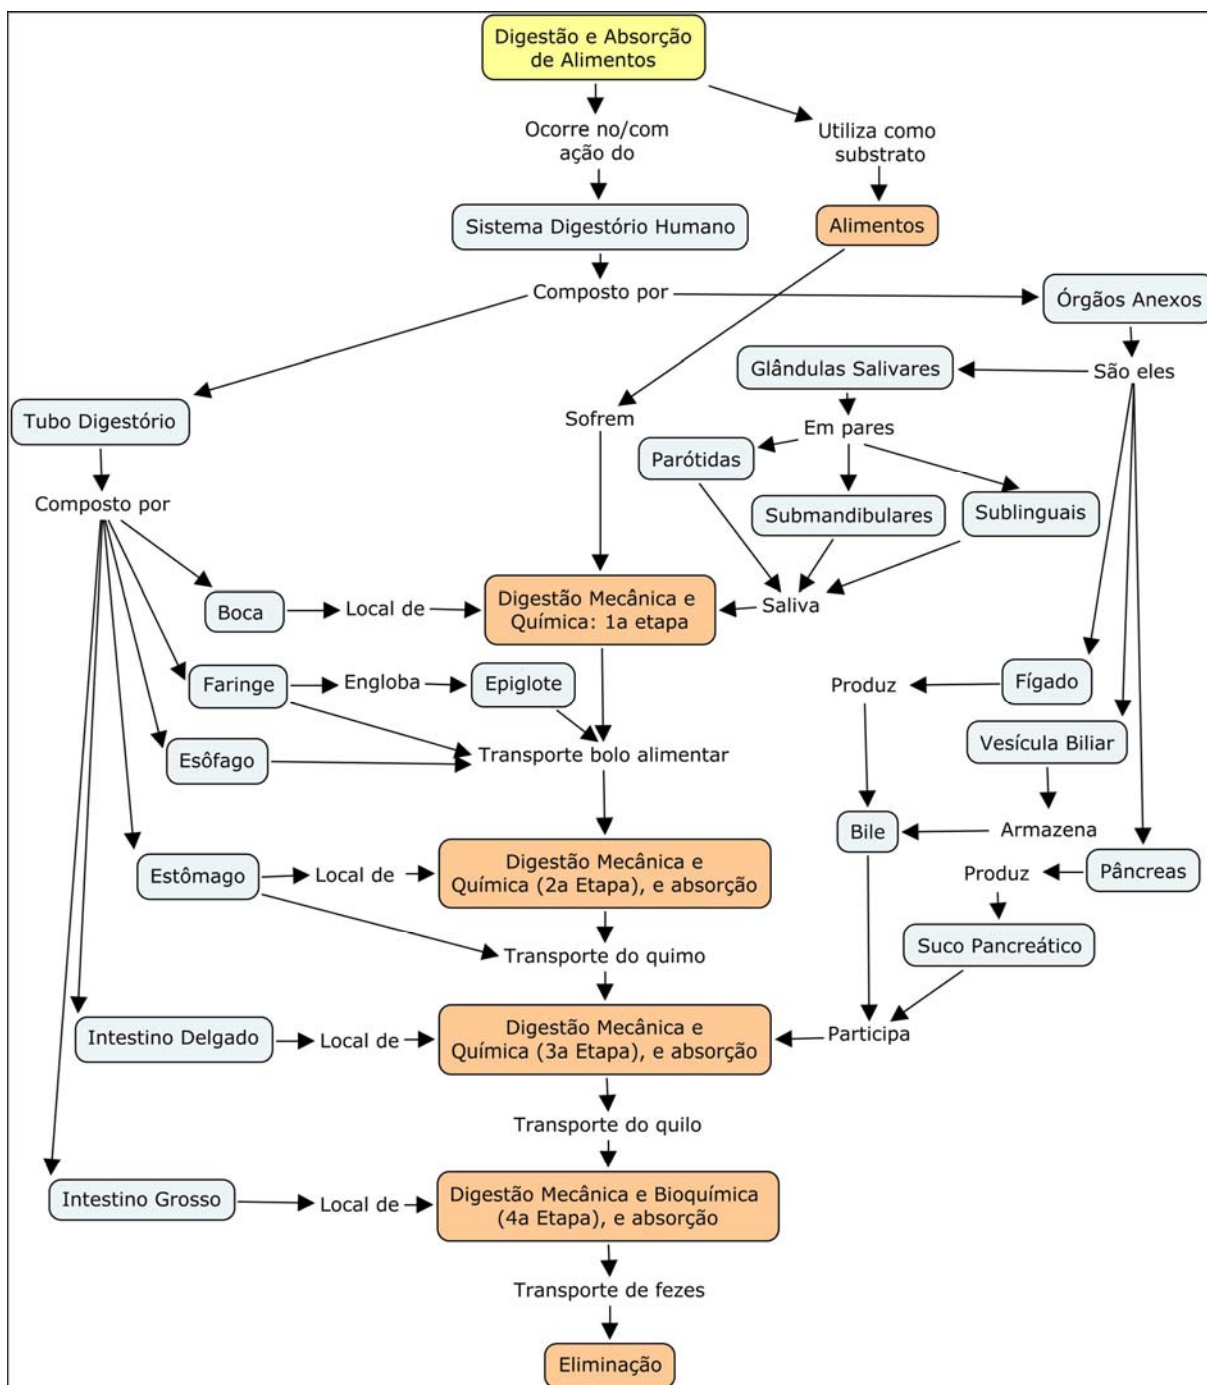 Digestão e Absorção
de Alimentos
Ocorre no/com
ação do
Utiliza como
substrato
Sistema Digestório Humano
Alimentos
Composto por
Órgãos Anexos
Glândulas Salivares
São eles
Tubo Digestório
Sofrem
Em pares
Parótidas
Composto por
Submandibulares
Sublinguais
Boca
Local de
Digestão Mecânica e
Química: 1a etapa
Saliva
Faringe
Engloba
Epiglote
Produz
Fígado
Esôfago
Transporte bolo alimentar
Vesícula Biliar
Bile
Armazena
Estômago
Local de
Digestão Mecânica e
Química (2a Etapa), e absorção
Produz
Pâncreas
Suco Pancreático
Transporte do quimo
Intestino Delgado
Local de
Digestão Mecânica e
Química (3a Etapa), e absorção
Participa
Transporte do quilo
Intestino Grosso
Local de
Digestão Mecânica e Bioquímica
(4a Etapa), e absorção
Transporte de fezes
Eliminação